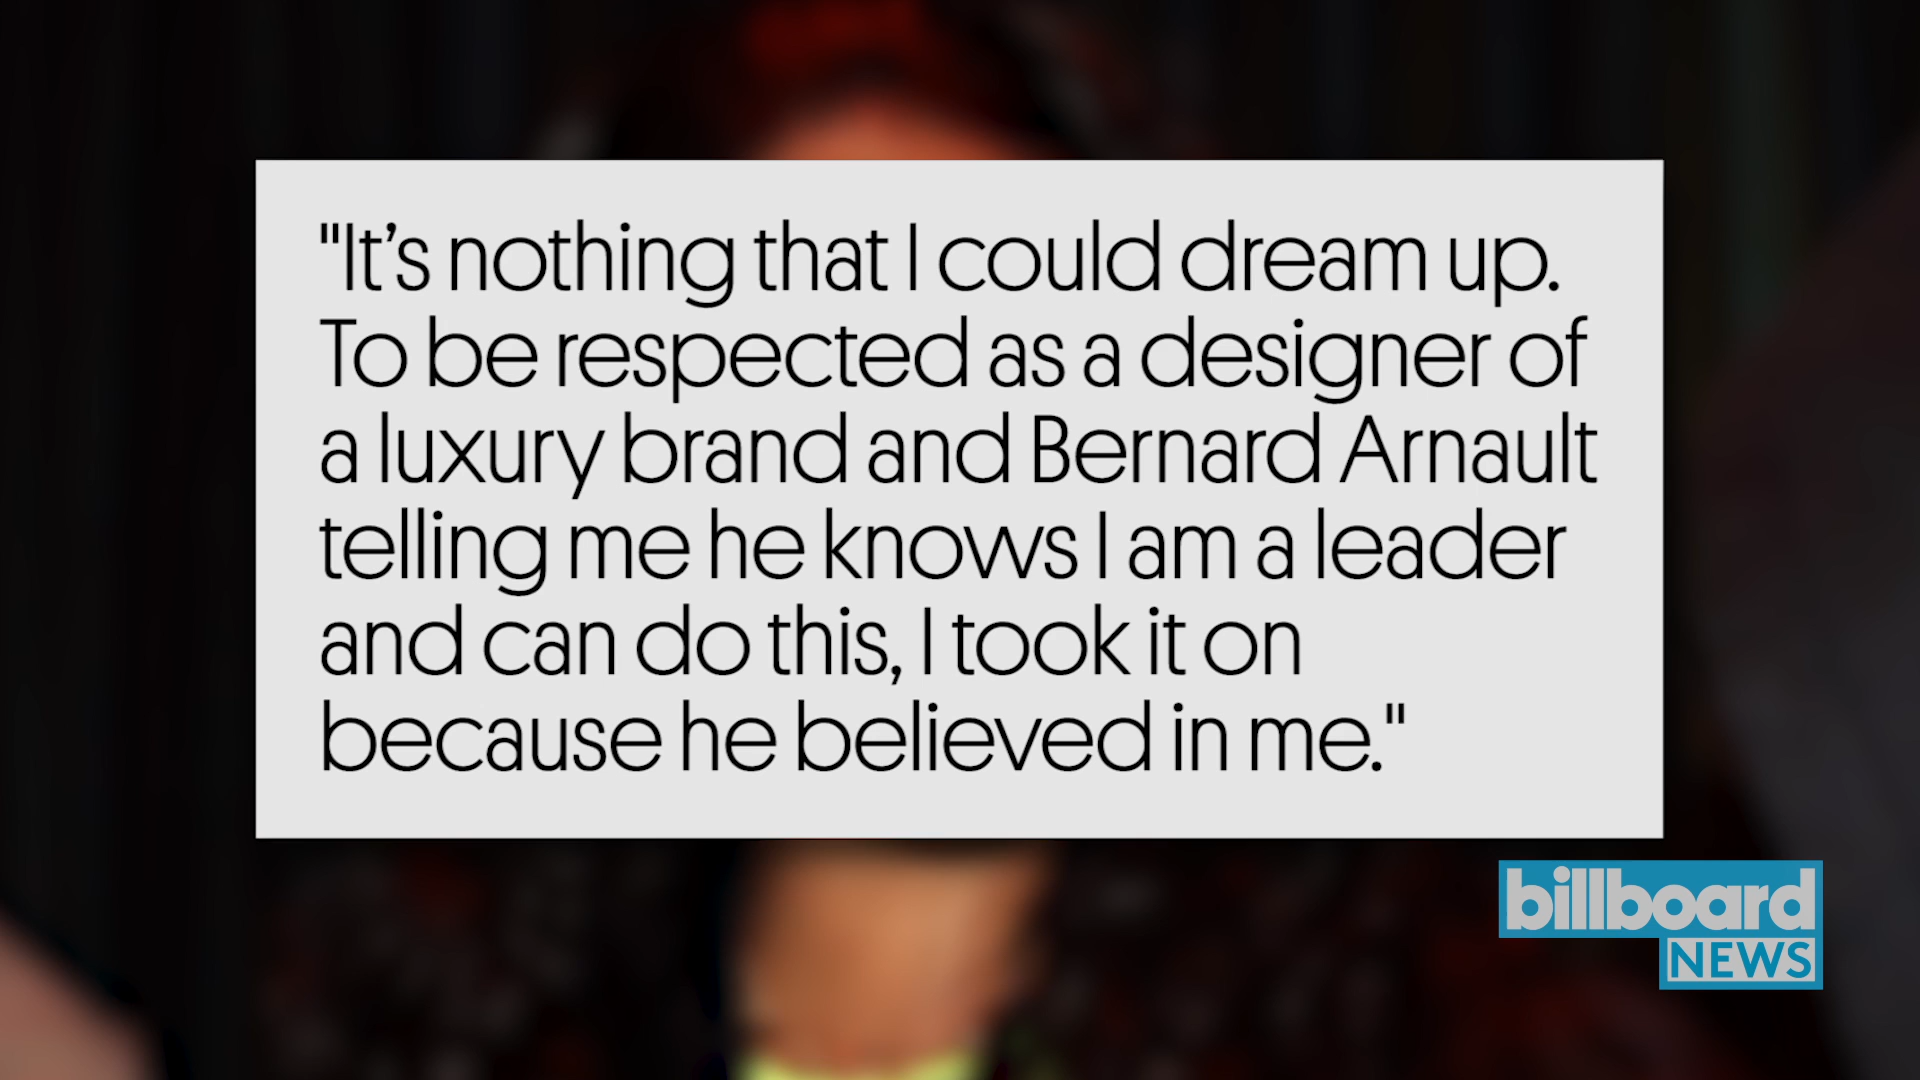 "It’s nothing that I could dream up.
To be respected as a designer of
a luxury brand and Bernard Arnault
telling me he knows I am a leader
and can do this, I took it on
because he believed in me."
billboard
NEWS